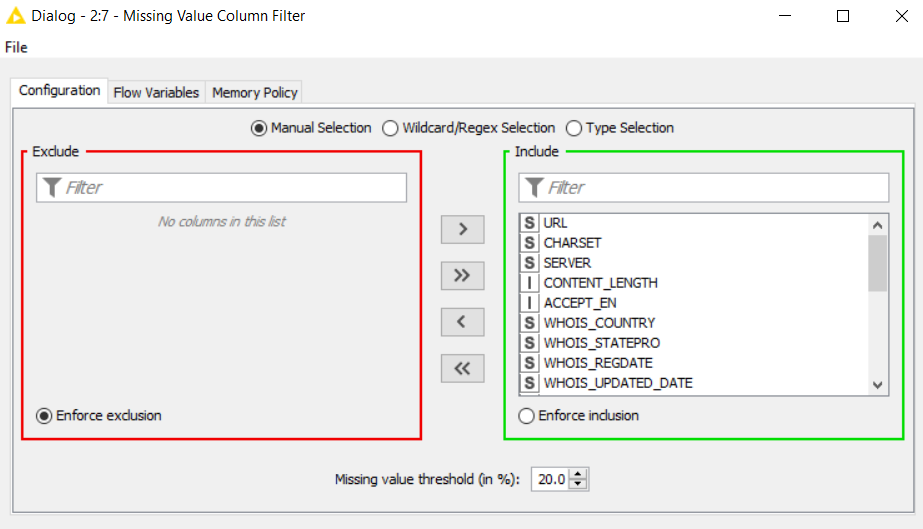 Dialog - 2:7 - Missing Value Column Filter
File
Configuration Flow Variables Memory Policy
Manual Selection Wildcard/Regex Selection Type Selection
Exclude
Filter
No columns in this list
Enforce exclusion
>
>>
<
<<
Include
Filter
S URL
S CHARSET
S SERVER
I CONTENT_LENGTH
I ACCEPT_EN
S WHOIS_COUNTRY
S WHOIS_STATEPRO
S WHOIS_REGDATE
S WHOIS_UPDATED_DATE
Enforce inclusion
Missing value threshold (in %): 20.0